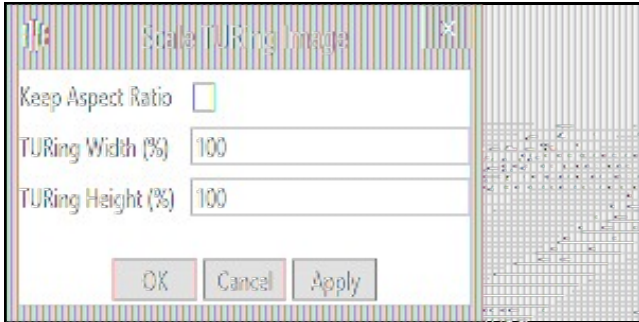 Scale TURing Image
Keep Aspect Ratio
TURing Width (%) 100
TURing Height (%) 100
OK Cancel Apply